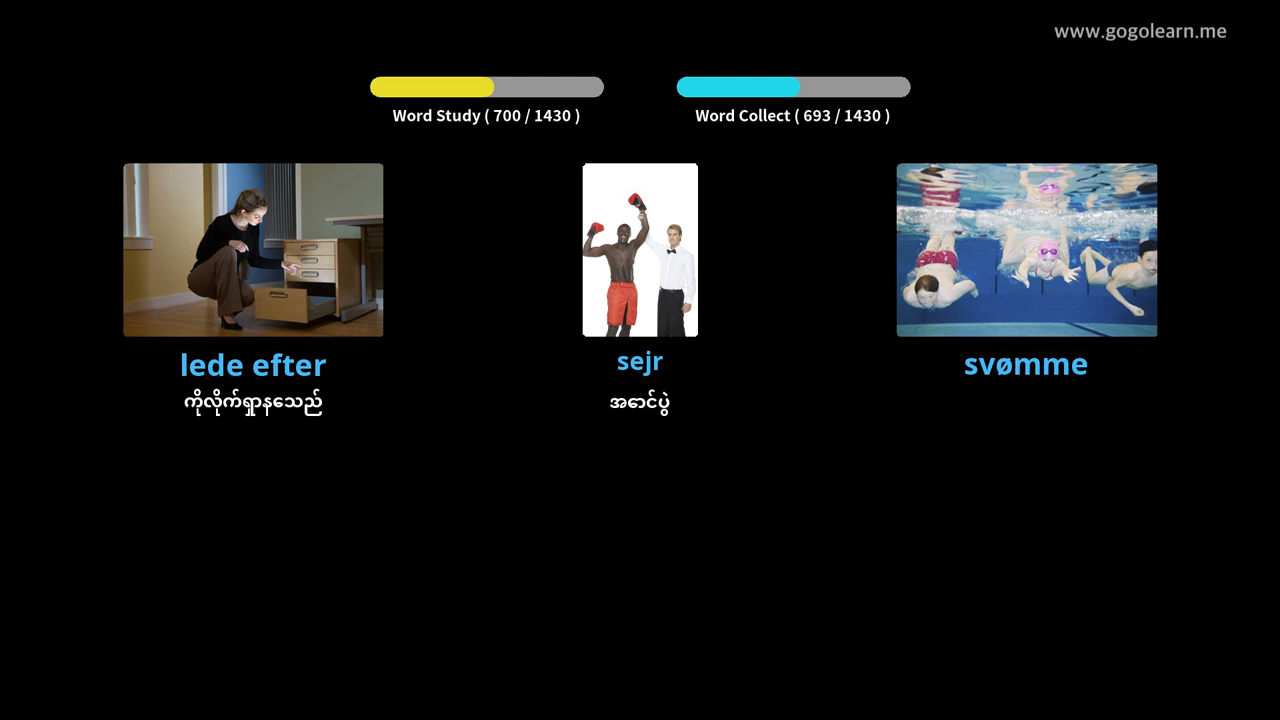 www.gogolearn.me
Word Study ( 700 / 1430 )
Word Collect ( 693 / 1430 )
lede efter
ကိုလိုက်ရှာနသေည်
sejr
အောင်ပွဲ
svømme